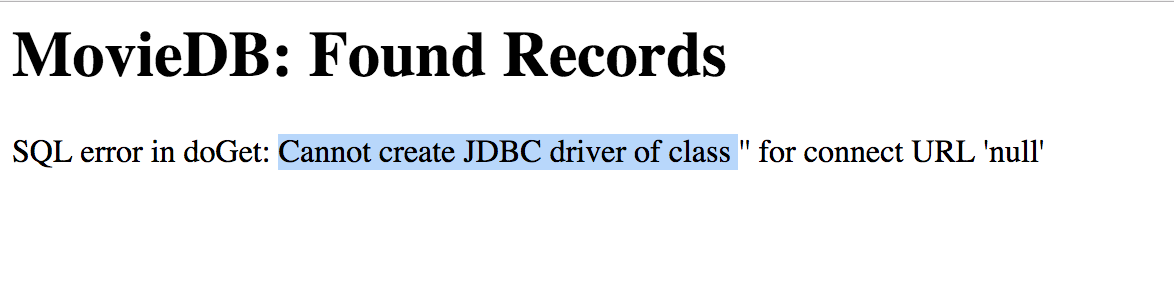 MovieDB: Found Records
SQL error in doGet: Cannot create JDBC driver of class '' for connect URL 'null'